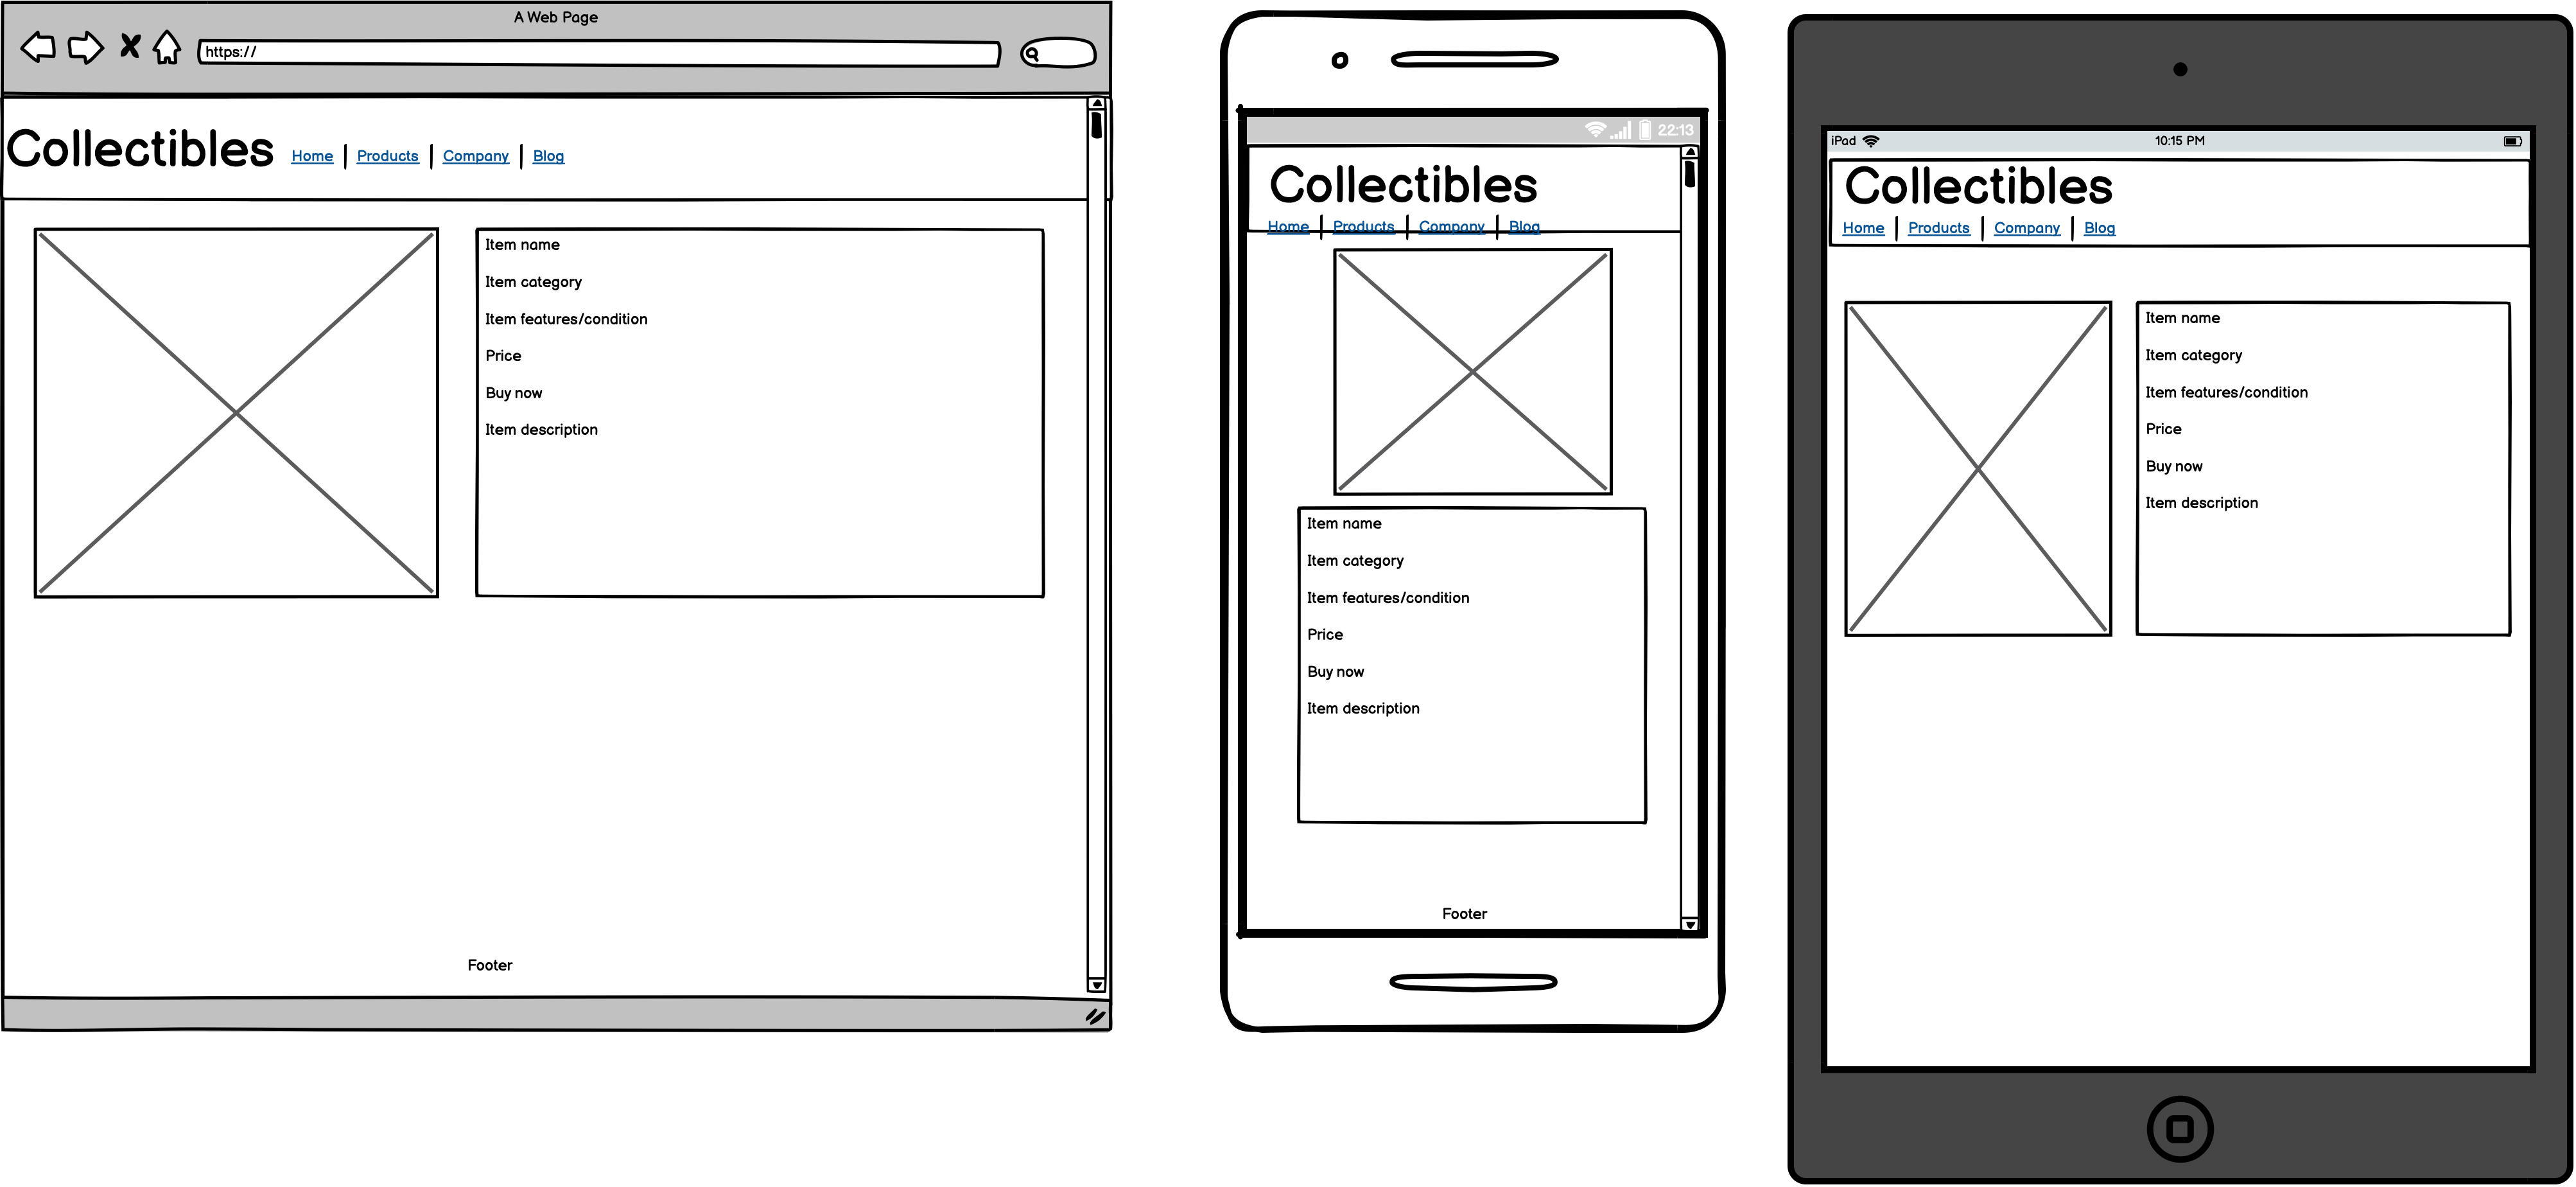 A Web Page
https://
Collectibles Home Products Company Blog
Item name
Item category
Item features/condition
Price
Buy now
Item description
Footer
22:13
Collectibles
Home Products Company Blog
Item name
Item category
Item features/condition
Price
Buy now
Item description
Footer
iPad 10:15 PM
Collectibles
Home Products Company Blog
Item name
Item category
Item features/condition
Price
Buy now
Item description